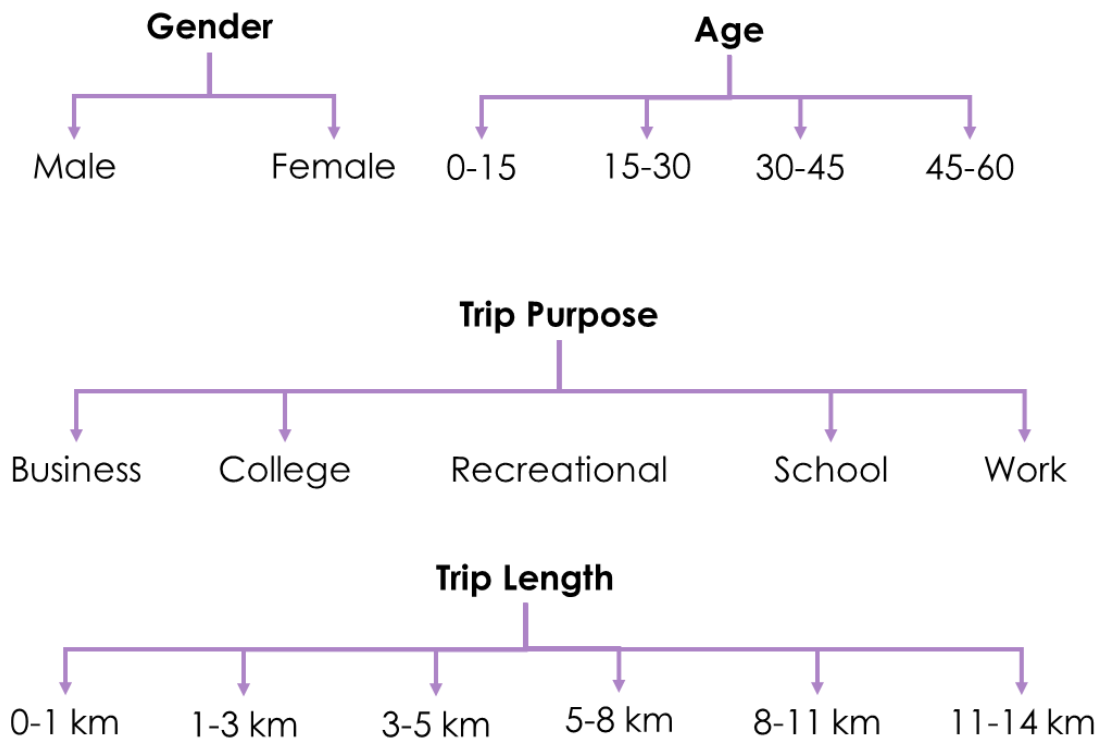 Gender
Age
Male Female 0-15 15-30 30-45 45-60
Trip Purpose
Business College Recreational School Work
Trip Length
0-1 km 1-3 km 3-5 km 5-8 km 8-11 km 11-14 km